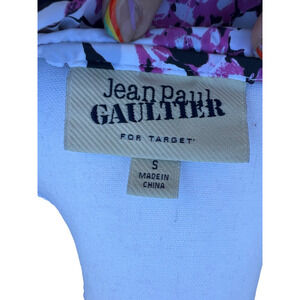 Jean Paul
GAULTIER
FOR TARGET*
S
MADE IN
CHINA